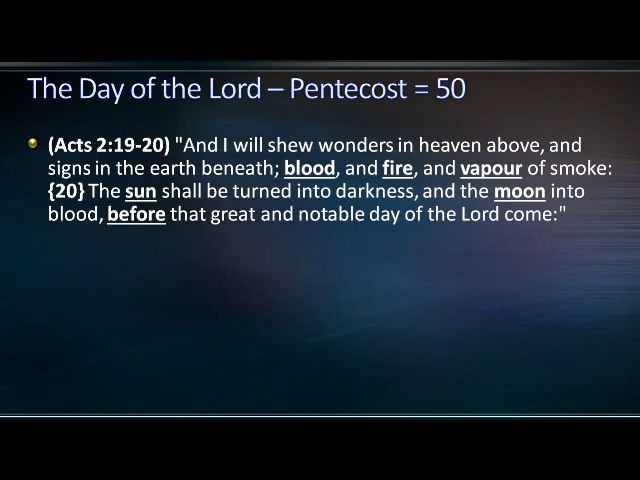 The Day of the Lord – Pentecost = 50
(Acts 2:19-20) "And I will shew wonders in heaven above, and
signs in the earth beneath; blood, and fire, and vapour of smoke:
{20} The sun shall be turned into darkness, and the moon into
blood, before that great and notable day of the Lord come:"